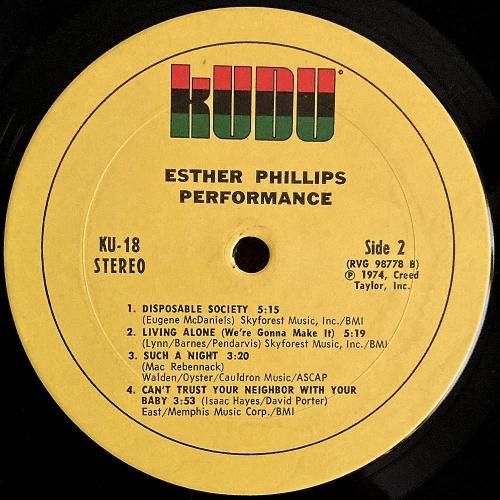 KUDU
ESTHER PHILLIPS
PERFORMANCE
KU-18
STEREO
Side 2
(RVG 98778 B)
℗ 1974, Creed
Taylor, Inc.
1. DISPOSABLE SOCIETY 5:15
(Eugene McDaniels) Skyforest Music, Inc./BMI
2. LIVING ALONE (We're Gonna Make It) 5:19
(Lynn/Barnes/Pendarvis) Skyforest Music, Inc./BMI
3. SUCH A NIGHT 3:20
(Mac Rebennack)
Walden/Oyster/Cauldron Music/ASCAP
4. CAN'T TRUST YOUR NEIGHBOR WITH YOUR
BABY 3:53 (Isaac Hayes/David Porter)
East/Memphis Music Corp./BMI